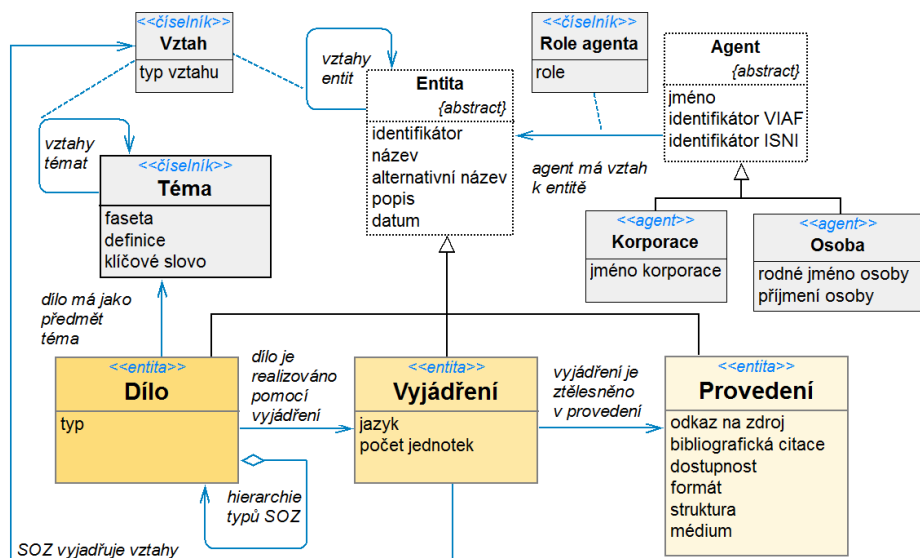 <<číselník>>
Vztah
typ vztahu
vztahy
entit
Entita
{abstract}
identifikátor
název
alternativní název
popis
datum
<<číselník>>
Role agenta
role
Agent
{abstract}
jméno
identifikátor VIAF
identifikátor ISNI
agent má vztah
k entitě
<<agent>>
Korporace
jméno korporace
<<agent>>
Osoba
rodné jméno osoby
příjmení osoby
vztahy
témat
<<číselník>>
Téma
faseta
definice
klíčové slovo
dílo má jako
předmět
téma
<<entita>>
Dílo
typ
dílo je
realizováno
pomocí
vyjádření
<<entita>>
Vyjádření
jazyk
počet jednotek
vyjádření je
ztělesněno
v provedení
<<entita>>
Provedení
odkaz na zdroj
bibliografická citace
dostupnost
formát
struktura
médium
hierarchie
typů SOZ
SOZ vyjadřuje vztahy